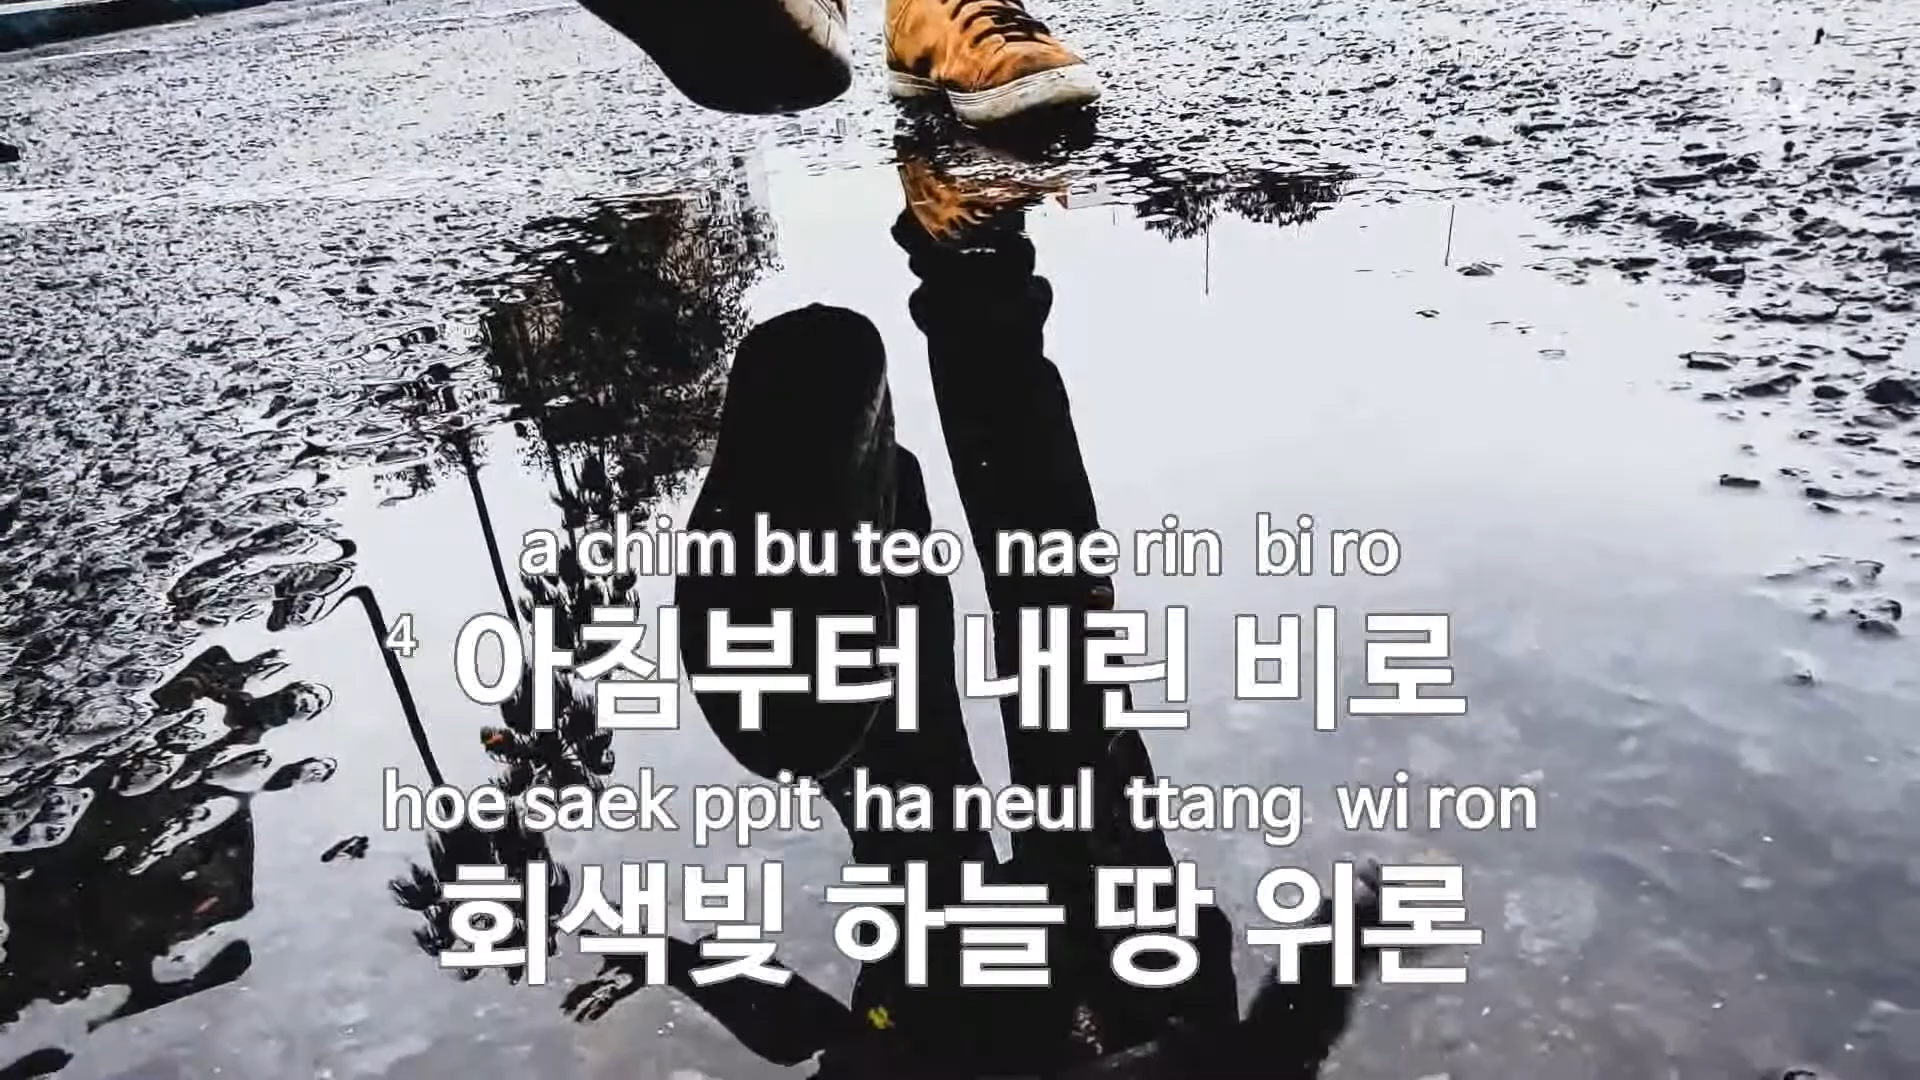 a chim bu teo nae rin bi ro
4 아침부터 내린 비로
hoe saek ppit ha neul ttang wi ron
회색빛 하늘 땅 위론